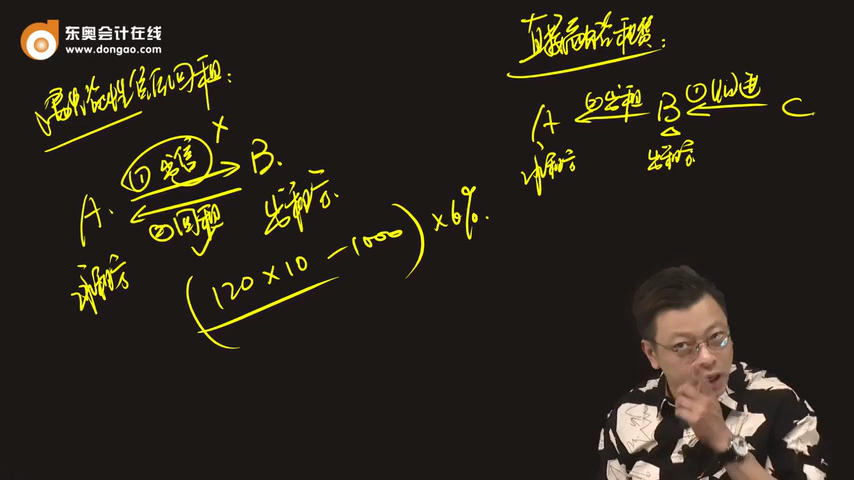 东奥会计在线
www.dongao.com
融资性售后回租：
① 售后 ×
A. B.
② 回租 ✓
承租方 出租方
(120×10－1000)×6%.
直接融资租赁：
A ②出租 B ① 购进 C
承租方 出租方